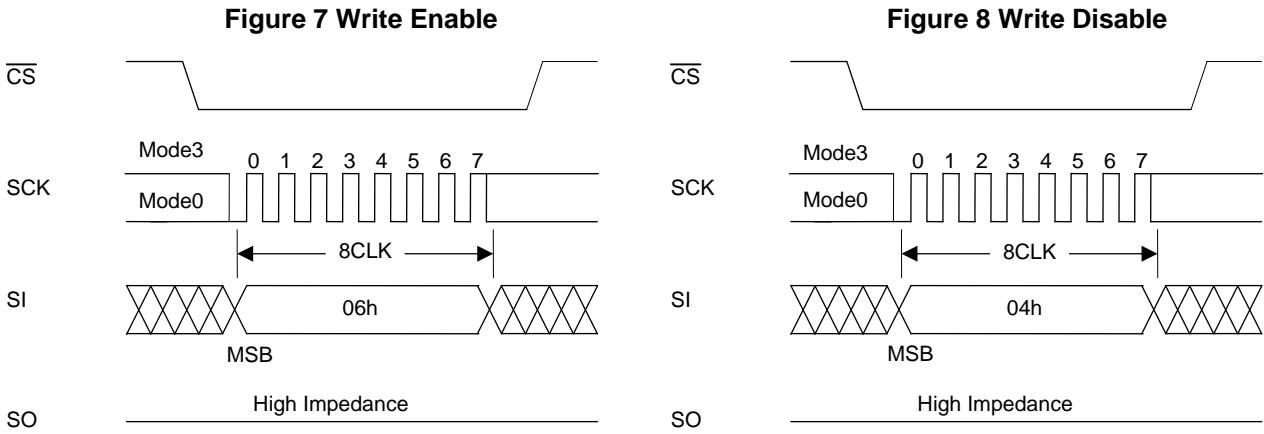 Figure 7 Write Enable
CS
Mode3
0 1 2 3 4 5 6 7
SCK
Mode0
8CLK
SI
06h
MSB
High Impedance
SO
Figure 8 Write Disable
CS
Mode3
0 1 2 3 4 5 6 7
SCK
Mode0
8CLK
SI
04h
MSB
High Impedance
SO